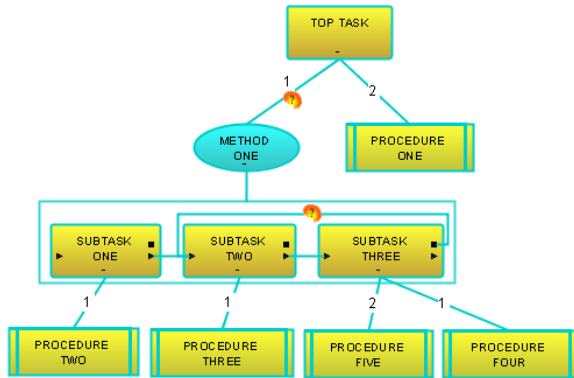 TOP TASK
-
1
?
2
METHOD
ONE
-
PROCEDURE
ONE
?
SUBTASK
ONE
-
SUBTASK
TWO
-
SUBTASK
THREE
-
1
1
2
1
PROCEDURE
TWO
PROCEDURE
THREE
PROCEDURE
FIVE
PROCEDURE
FOUR